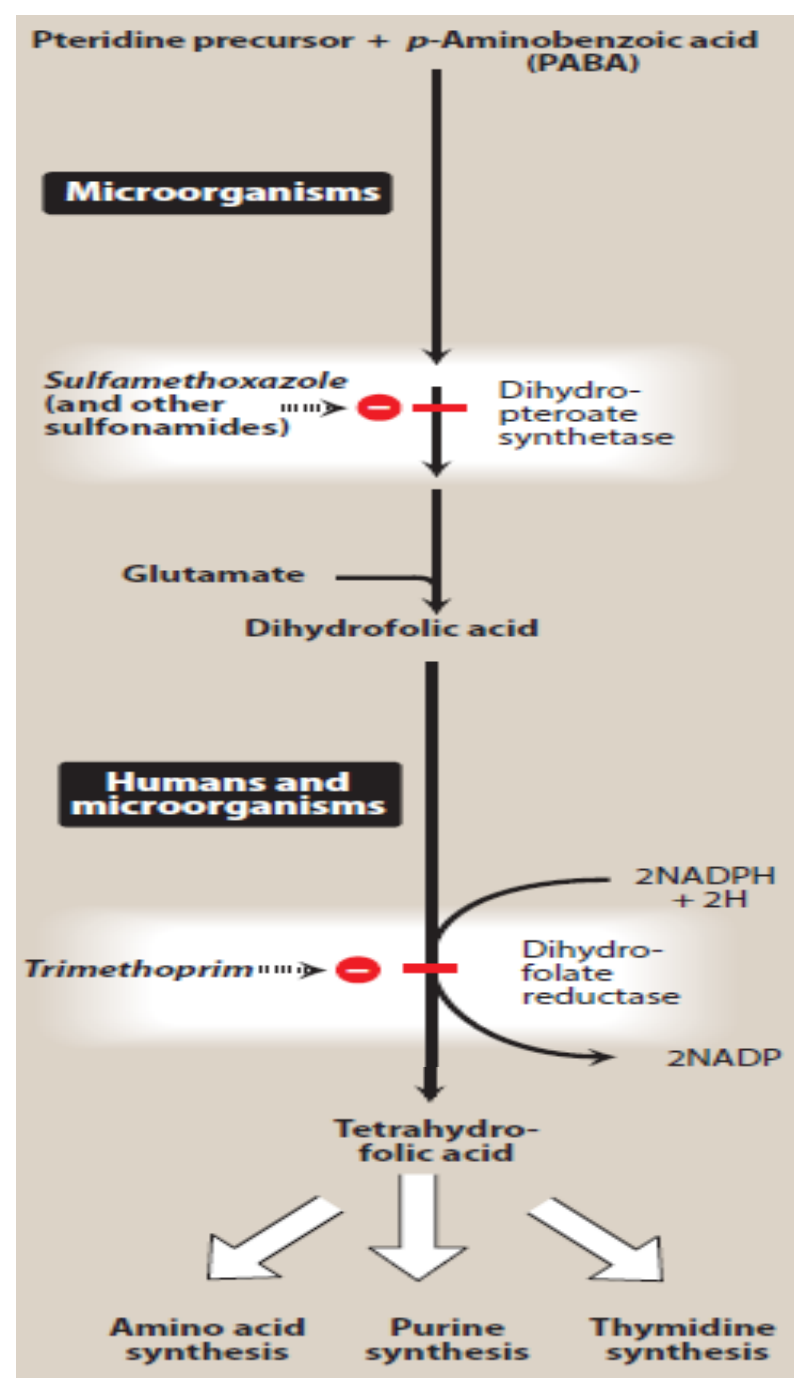 Pteridine precursor + p-Aminobenzoic acid
(PABA)
Microorganisms
Sulfamethoxazole
(and other
sulfonamides)
Dihydro-
pteroate
synthetase
Glutamate
Dihydrofolic acid
Humans and
microorganisms
2NADPH
+ 2H
Trimethoprim
Dihydro-
folate
reductase
2NADP
Tetrahydro-
folic acid
Amino acid
synthesis
Purine
synthesis
Thymidine
synthesis